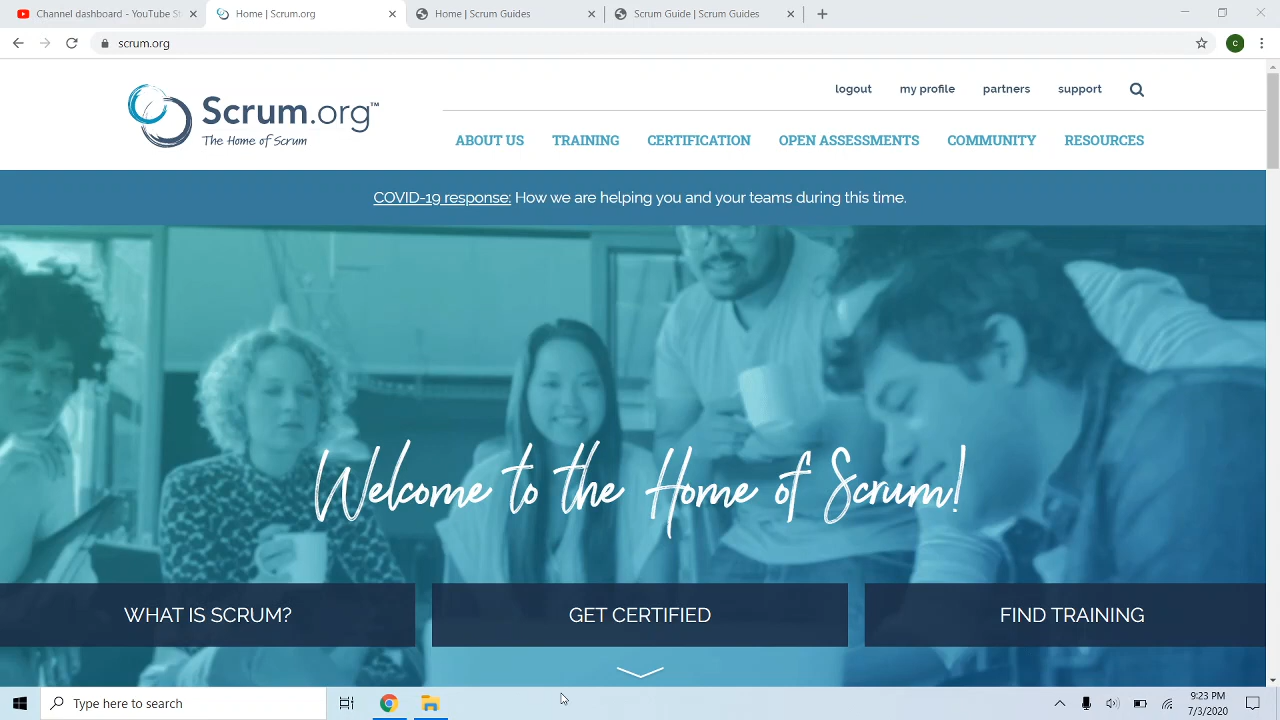 Channel dashboard - YouTube S
Home | Scrum.org
Home | Scrum Guides
Scrum Guide | Scrum Guides
scrum.org
c
logout
my profile
partners
support
Scrum.org™
The Home of Scrum
ABOUT US
TRAINING
CERTIFICATION
OPEN ASSESSMENTS
COMMUNITY
RESOURCES
COVID-19 response: How we are helping you and your teams during this time.
Welcome to the Home of Scrum!
WHAT IS SCRUM?
GET CERTIFIED
FIND TRAINING
Type here to search
9:23 PM
7/3/2020